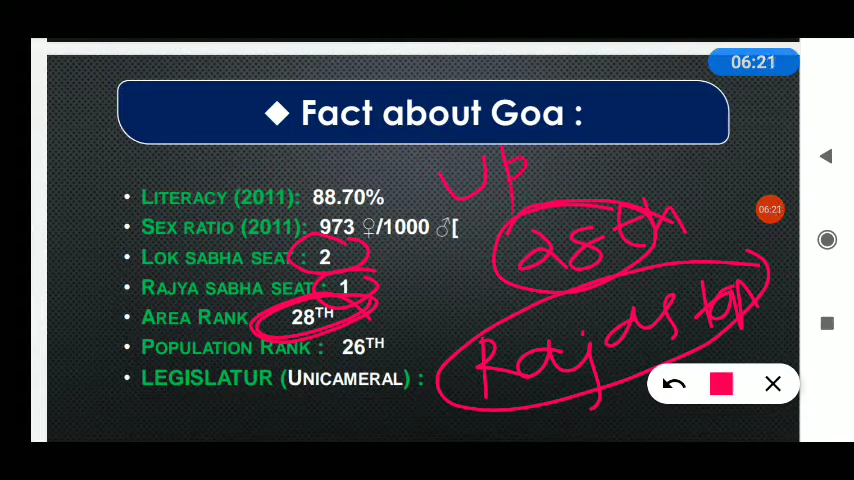 06:21
◆ Fact about Goa :
• LITERACY (2011): 88.70%
UP
• SEX RATIO (2011): 973 ♀/1000 ♂[
06:21
28th
• LOK SABHA SEAT : 2
• RAJYA SABHA SEAT : 1
• AREA RANK 28TH
• POPULATION RANK : 26TH
• LEGISLATUR (UNICAMERAL) :